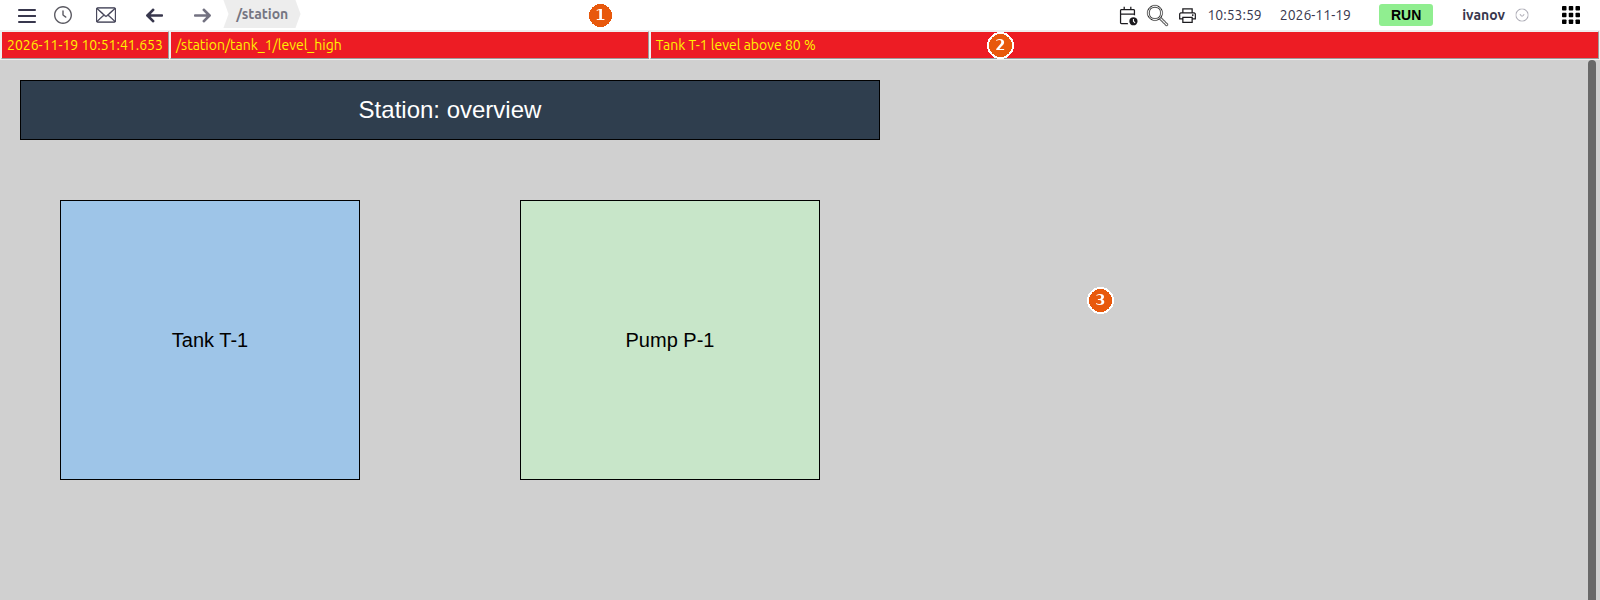 /station 1 10:53:59 2026-11-19 RUN ivanov
2026-11-19 10:51:41.653 /station/tank_1/level_high Tank T-1 level above 80 % 2
Station: overview
3
Tank T-1 Pump P-1